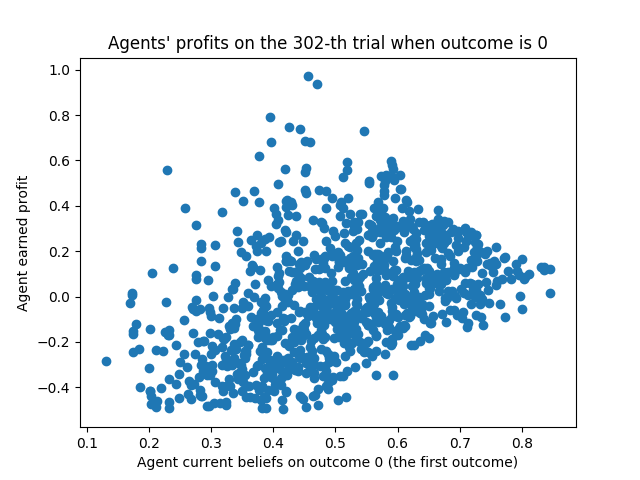 Agents' profits on the 302-th trial when outcome is 0
1.0
0.8
0.6
0.4
0.2
0.0
−0.2
−0.4
Agent earned profit
0.1 0.2 0.3 0.4 0.5 0.6 0.7 0.8
Agent current beliefs on outcome 0 (the first outcome)